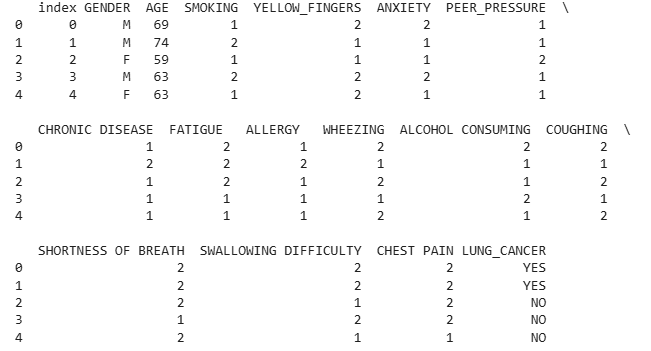 index GENDER AGE SMOKING YELLOW_FINGERS ANXIETY PEER_PRESSURE \
0 0 M 69 1 2 2 1
1 1 M 74 2 1 1 1
2 2 F 59 1 1 1 2
3 3 M 63 2 2 2 1
4 4 F 63 1 2 1 1
CHRONIC DISEASE FATIGUE ALLERGY WHEEZING ALCOHOL CONSUMING COUGHING \
0 1 2 1 2 2 2
1 2 2 2 1 1 1
2 1 2 1 2 1 2
3 1 1 1 1 2 1
4 1 1 1 2 1 2
SHORTNESS OF BREATH SWALLOWING DIFFICULTY CHEST PAIN LUNG_CANCER
0 2 2 2 YES
1 2 2 2 YES
2 2 1 2 NO
3 1 2 2 NO
4 2 1 1 NO